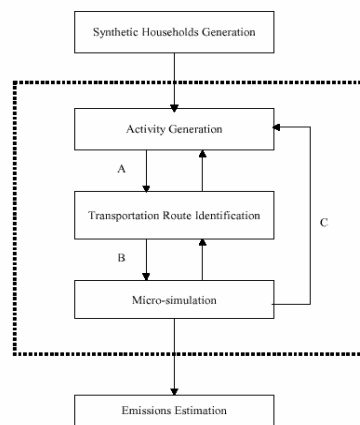 Synthetic Households Generation
Activity Generation
A
Transportation Route Identification
C
B
Micro-simulation
Emissions Estimation